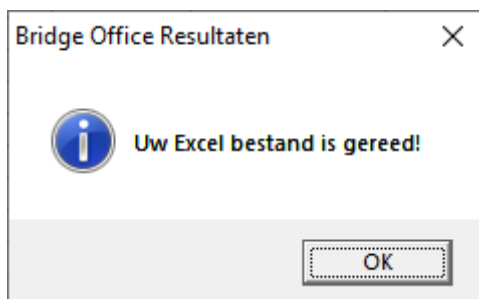 Bridge Office Resultaten
Uw Excel bestand is gereed!
OK